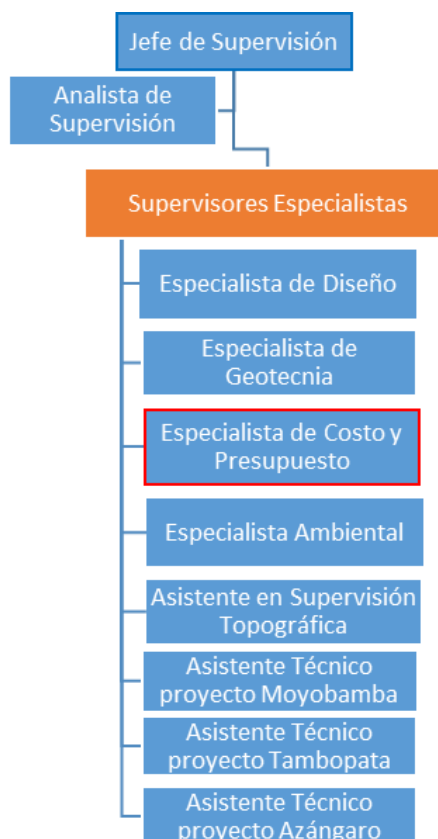 Jefe de Supervisión
Analista de
Supervisión
Supervisores Especialistas
Especialista de Diseño
Especialista de
Geotecnia
Especialista de Costo y
Presupuesto
Especialista Ambiental
Asistente en Supervisión
Topográfica
Asistente Técnico
proyecto Moyobamba
Asistente Técnico
proyecto Tambopata
Asistente Técnico
proyecto Azángaro